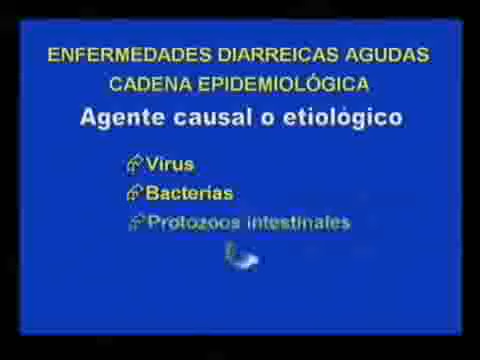 ENFERMEDADES DIARREICAS AGUDAS
CADENA EPIDEMIOLÓGICA
Agente causal o etiológico
Virus
Bacterias
Protozoos intestinales